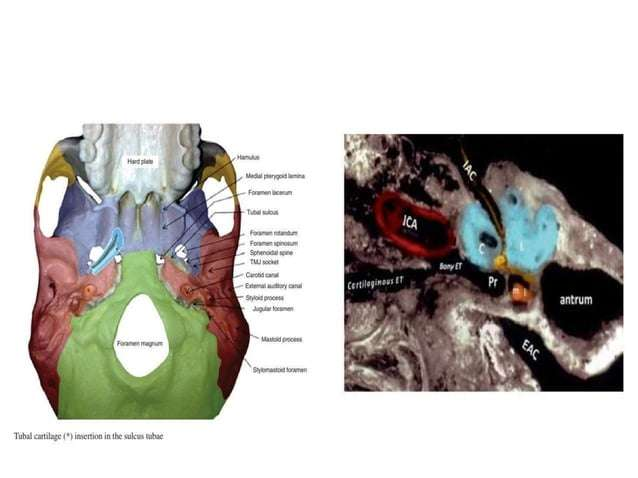 Hard plate
Hamulus
Medial pterygoid lamina
Foramen lacerum
Tubal sulcus
Foramen rotandum
Foramen spinosum
Sphenoidal spine
TMJ socket
Carotid canal
External auditory canal
Styloid process
Jugular foramen
Mastoid process
Stylomastoid foramen
Foramen magnum
Tubal cartilage (*) insertion in the sulcus tubae
IAC
ICA
C
Bony ET
Cartilaginous ET
Pr
antrum
EAC